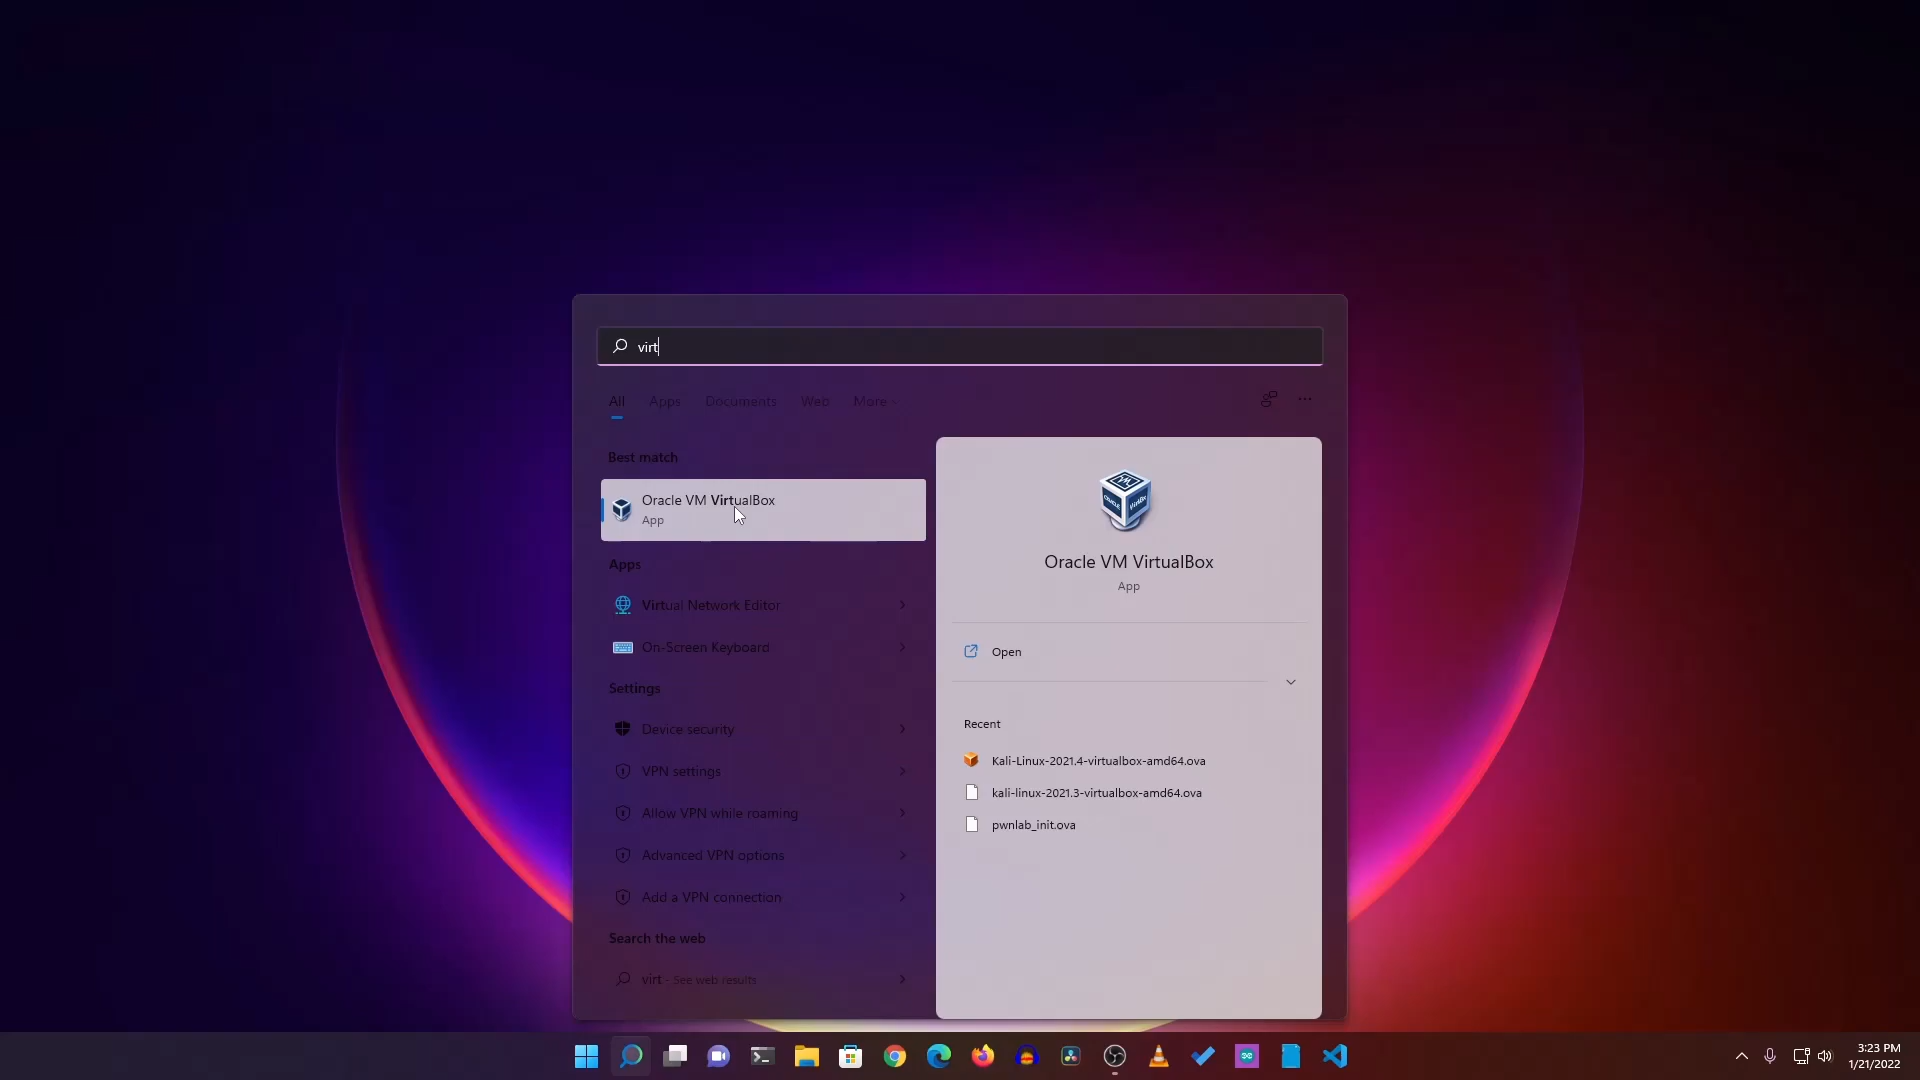 virt
All Apps Documents Web More
Best match
Oracle VM VirtualBox
App
Apps
Virtual Network Editor
On-Screen Keyboard
Settings
Device security
VPN settings
Allow VPN while roaming
Advanced VPN options
Add a VPN connection
Search the web
virt - See web results
Oracle VM VirtualBox
App
Open
Recent
Kali-Linux-2021.4-virtualbox-amd64.ova
kali-linux-2021.3-virtualbox-amd64.ova
pwnlab_init.ova
3:23 PM
1/21/2022